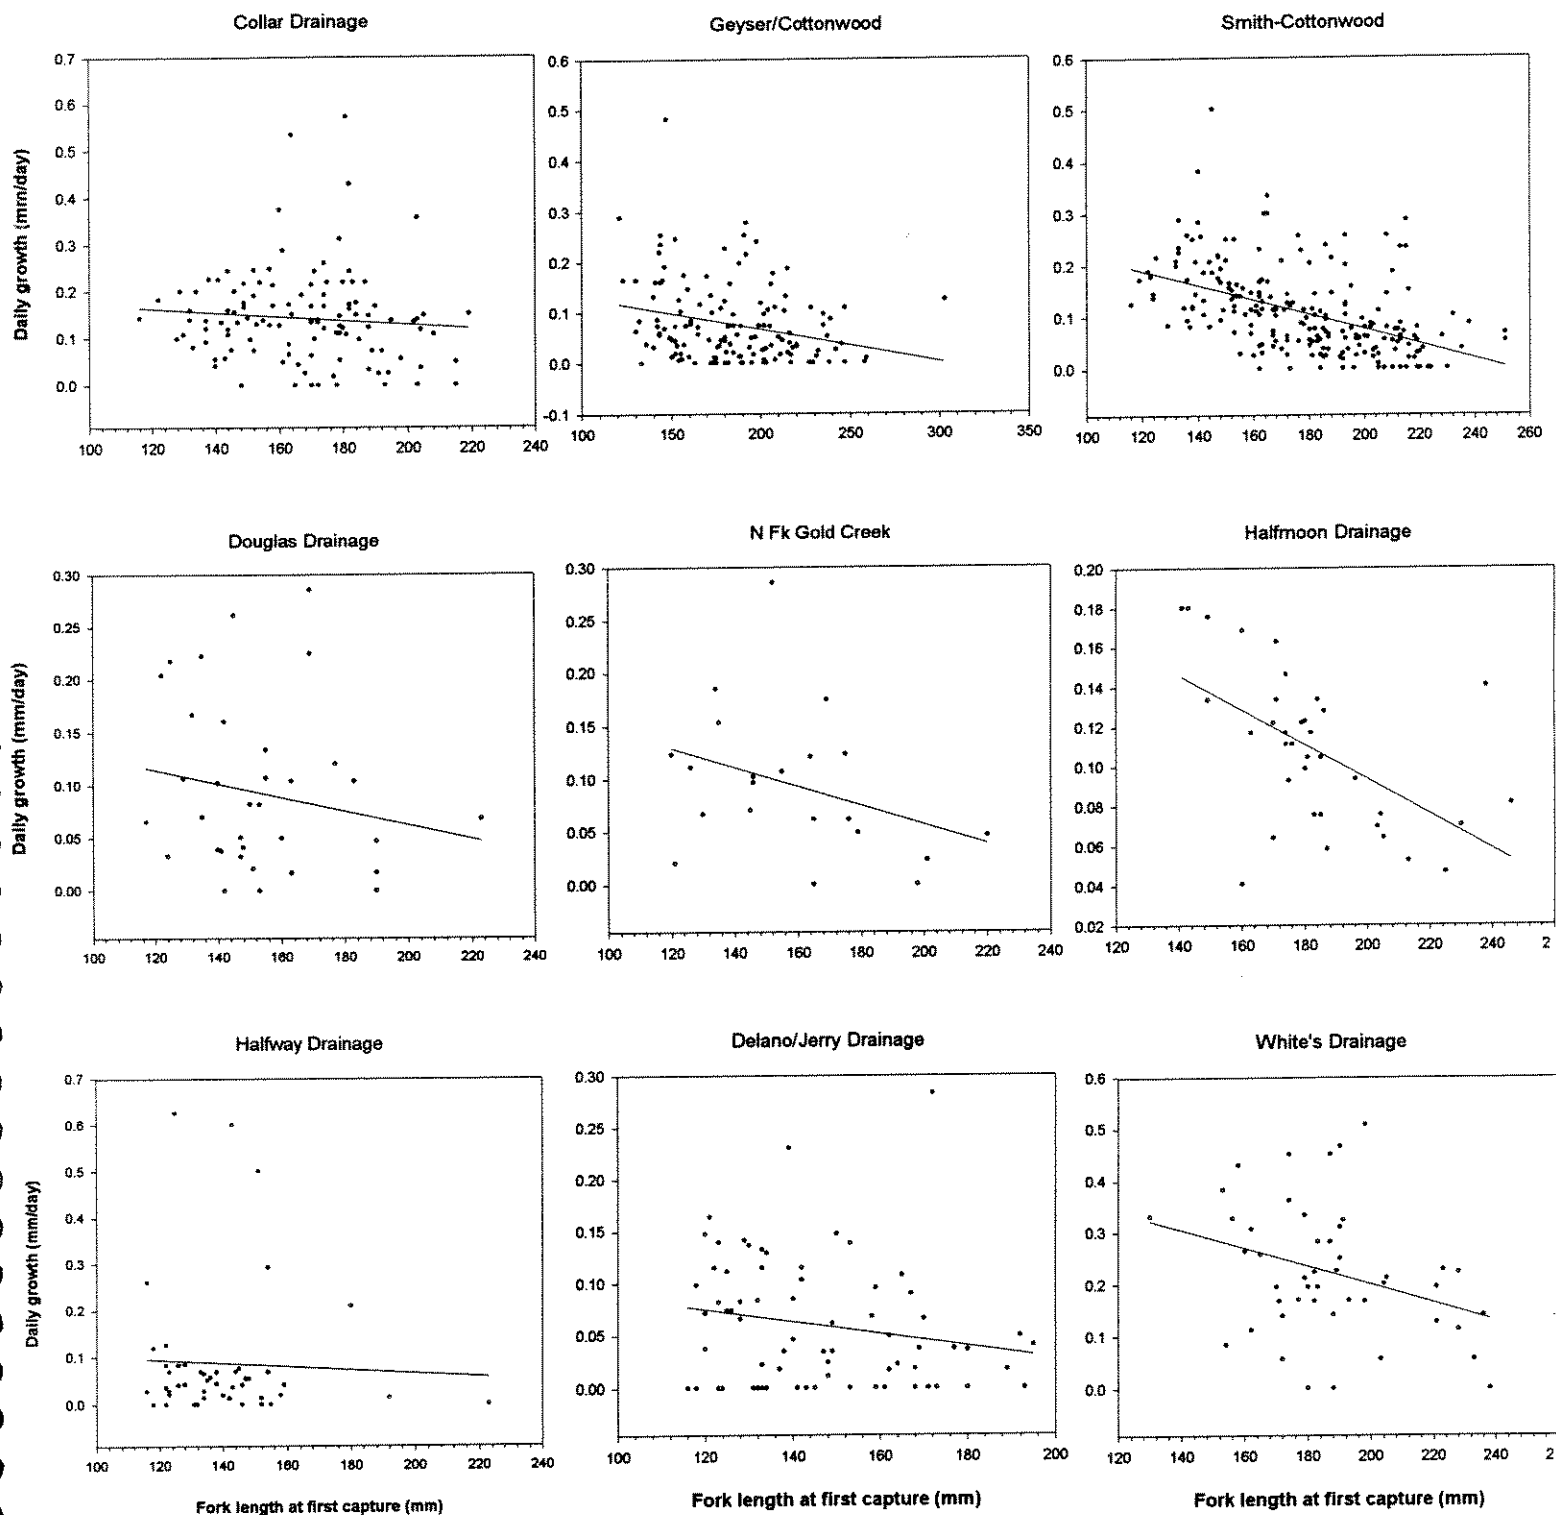 Collar Drainage
Geyser/Cottonwood
Smith-Cottonwood
Daily growth (mm/day)
0.7
0.6
0.5
0.4
0.3
0.2
0.1
0.0
100 120 140 160 180 200 220 240
0.6
0.5
0.4
0.3
0.2
0.1
0.0
-0.1
100 150 200 250 300 350
0.6
0.5
0.4
0.3
0.2
0.1
0.0
100 120 140 160 180 200 220 240 260
Douglas Drainage
N Fk Gold Creek
Halfmoon Drainage
Daily growth (mm/day)
0.30
0.25
0.20
0.15
0.10
0.05
0.00
100 120 140 160 180 200 220 240
0.30
0.25
0.20
0.15
0.10
0.05
0.00
100 120 140 160 180 200 220 240
0.20
0.18
0.16
0.14
0.12
0.10
0.08
0.06
0.04
0.02
120 140 160 180 200 220 240 2
Halfway Drainage
Delano/Jerry Drainage
White's Drainage
Daily growth (mm/day)
0.7
0.6
0.5
0.4
0.3
0.2
0.1
0.0
100 120 140 160 180 200 220 240
Fork length at first capture (mm)
0.30
0.25
0.20
0.15
0.10
0.05
0.00
100 120 140 160 180 200
Fork length at first capture (mm)
0.6
0.5
0.4
0.3
0.2
0.1
0.0
120 140 160 180 200 220 240 2
Fork length at first capture (mm)